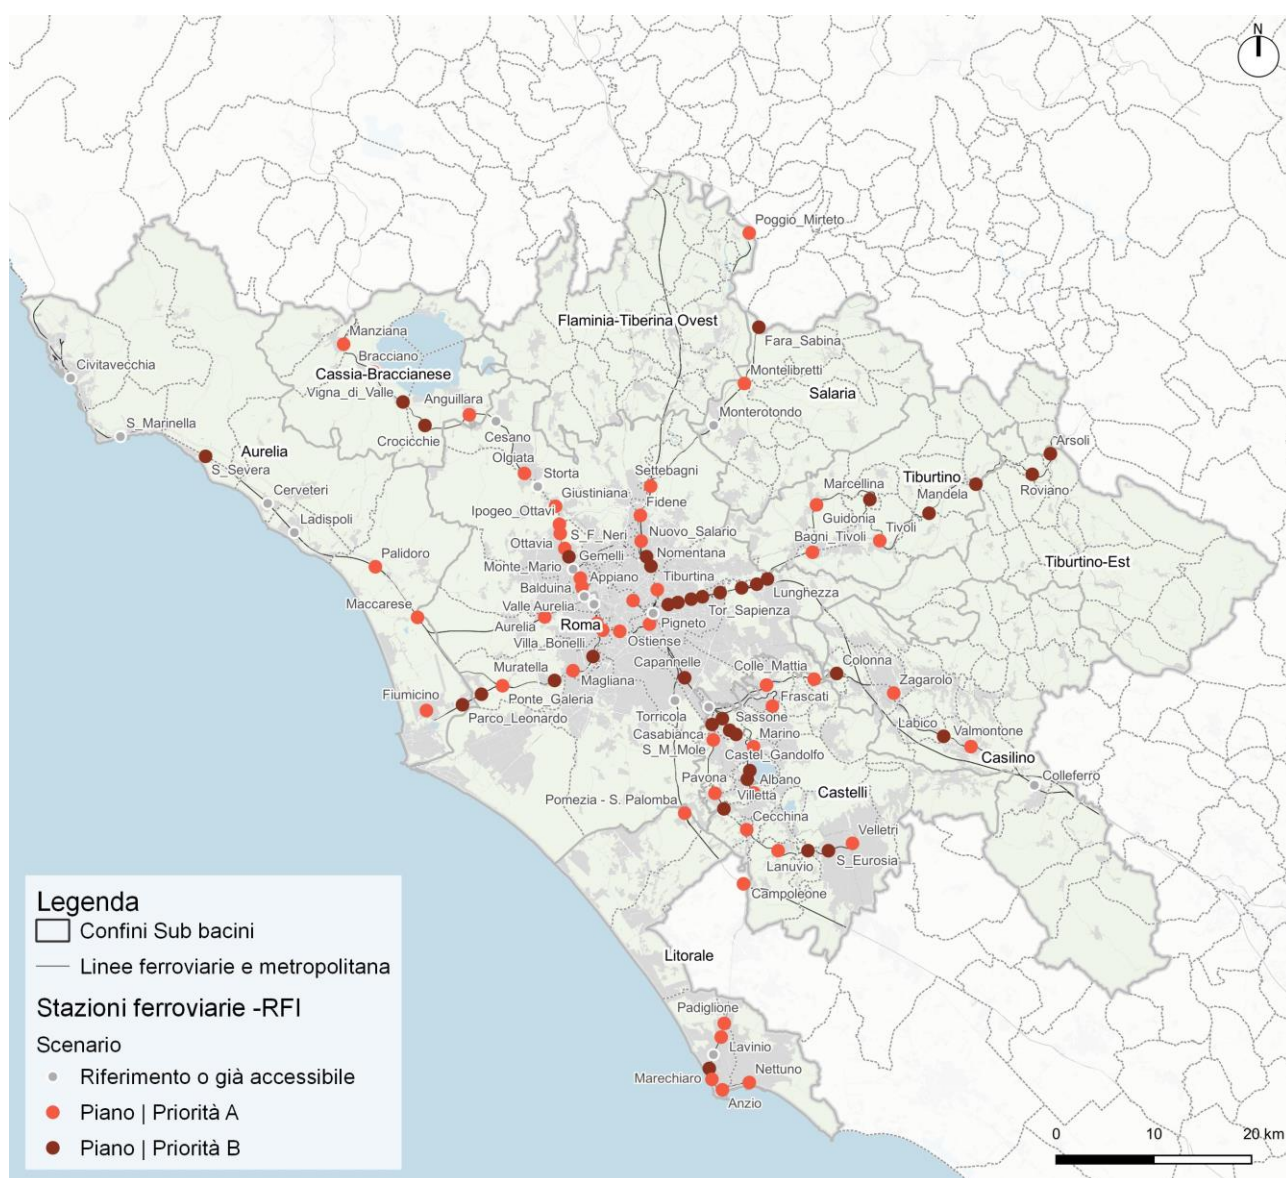 N
Poggio_Mirteto
Flaminia-Tiberina Ovest
Fara_Sabina
Manziana
Bracciano
Cassia-Braccianese
Vigna_di_Valle
Civitavecchia
Montelibretti
Salaria
Anguillara
Monterotondo
S_Marinella
Crocicchie
Cesano
Arsoli
Aurelia
Olgiata
S_Severa
Storta
Settebagni
Tiburtino
Marcellina
Mandela
Roviano
Cerveteri
Giustiniana
Fidene
Ipogeo_Ottavi
Guidonia
Ladispoli
S_F_Neri
Nuovo_Salario
Tivoli
Ottavia
Bagni_Tivoli
Palidoro
Gemelli
Nomentana
Monte_Mario
Tiburtino-Est
Appiano
Tiburtina
Balduina
Lunghezza
Maccarese
Valle Aurelia
Tor_Sapienza
Aurelia
Roma
Pigneto
Villa_Bonelli
Ostiense
Capannelle
Muratella
Colle_Mattia
Colonna
Magliana
Zagarolo
Fiumicino
Ponte_Galeria
Frascati
Parco_Leonardo
Torricola
Sassone
Labico
Casabianca
Marino
Valmontone
S_M_Mole
Castel_Gandolfo
Casilino
Pavona
Albano
Colleferro
Villetta
Castelli
Pomezia - S. Palomba
Cecchina
Velletri
S_Eurosia
Lanuvio
Campoleone
Litorale
Padiglione
Lavinio
Nettuno
Marechiaro
Anzio
Legenda
Confini Sub bacini
Linee ferroviarie e metropolitana
Stazioni ferroviarie -RFI
Scenario
Riferimento o già accessibile
Piano | Priorità A
Piano | Priorità B
0 10 20 km